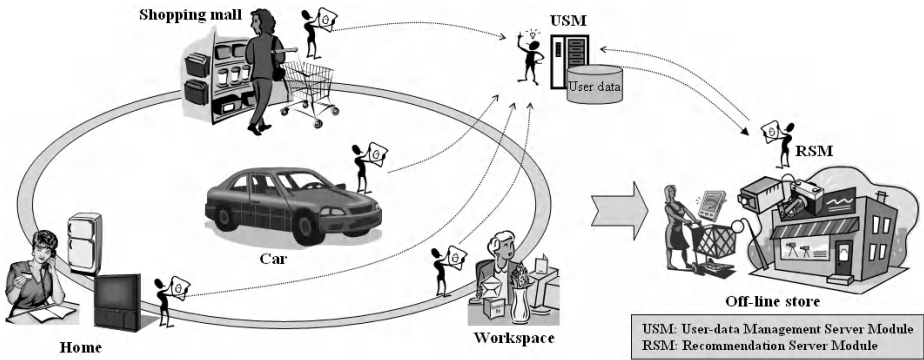 Shopping mall
USM
User data
RSM
Car
Home
Workspace
Off-line store
USM: User-data Management Server Module
RSM: Recommendation Server Module